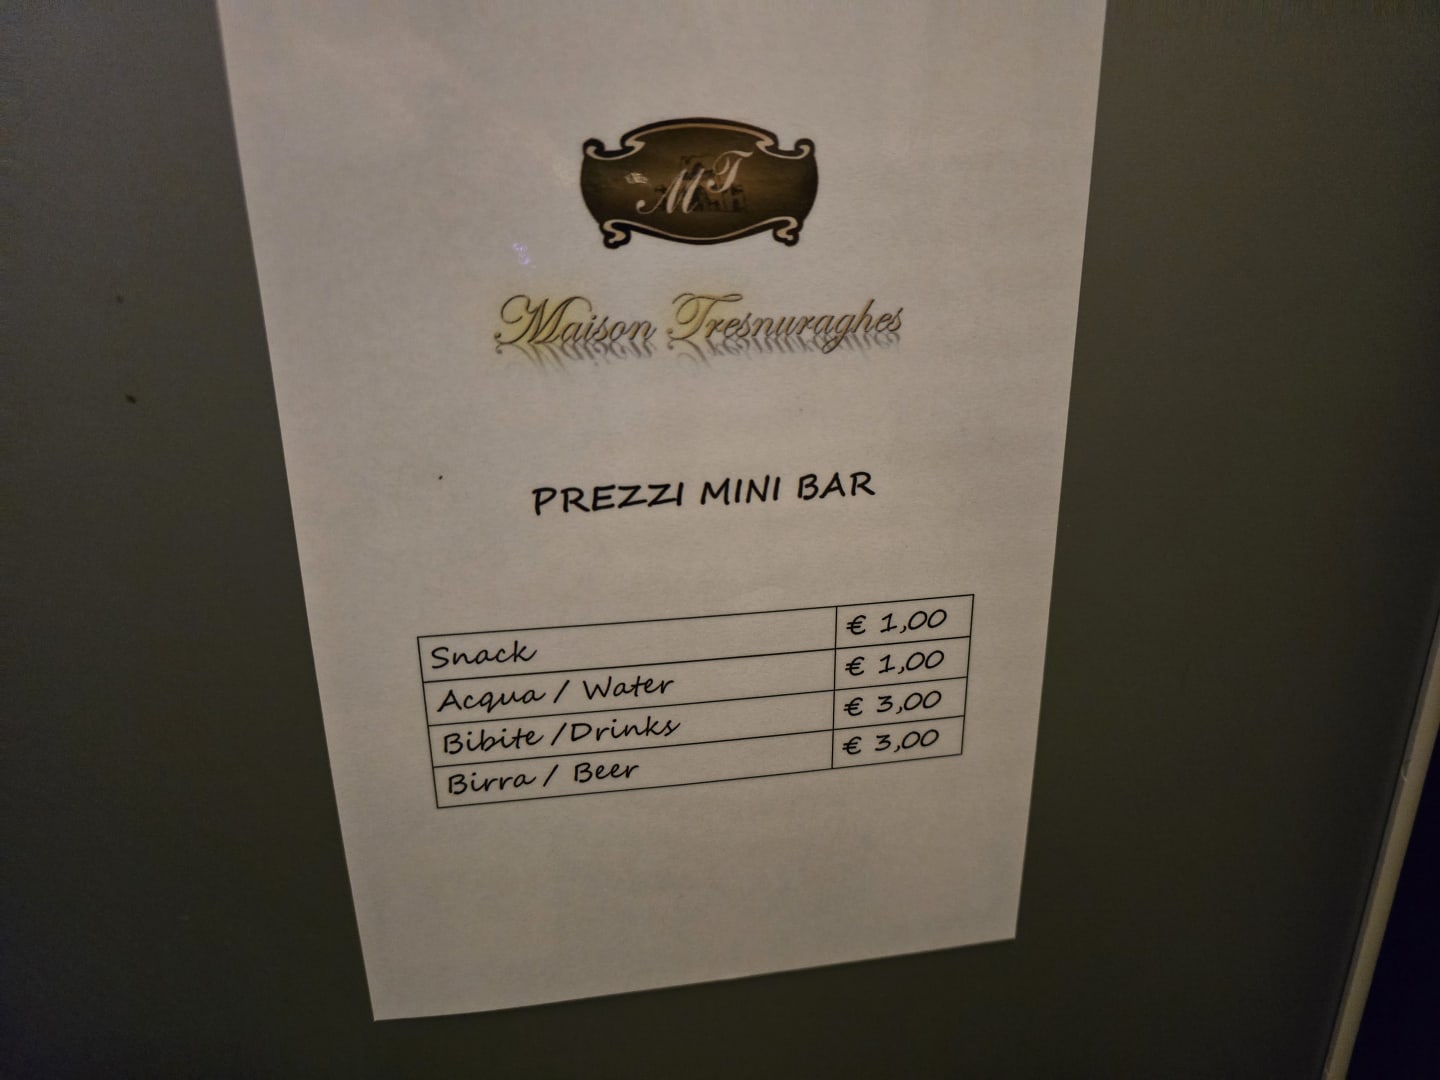 MT
Maison Tresnuraghes
PREZZI MINI BAR
Snack € 1,00
Acqua / Water € 1,00
Bibite /Drinks € 3,00
Birra / Beer € 3,00